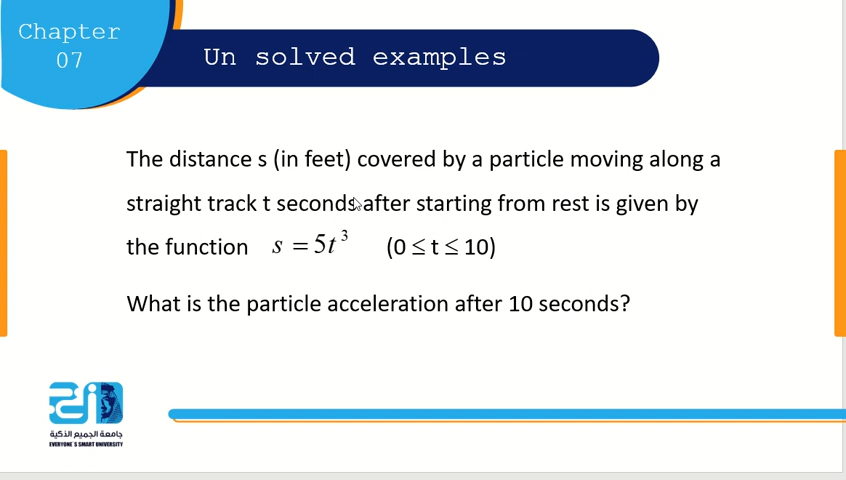 Chapter
07
Un solved examples
The distance s (in feet) covered by a particle moving along a
straight track t seconds after starting from rest is given by
the function s = 5t³ (0 ≤ t ≤ 10)
What is the particle acceleration after 10 seconds?
جامعة الجميع الذكية
EVERYONE'S SMART UNIVERSITY